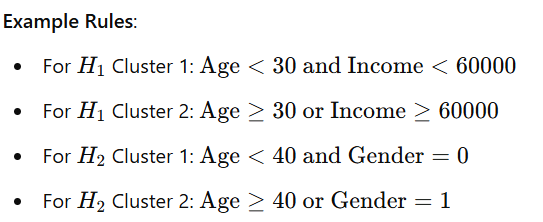 Example Rules:
• For H₁ Cluster 1: Age < 30 and Income < 60000
• For H₁ Cluster 2: Age ≥ 30 or Income ≥ 60000
• For H₂ Cluster 1: Age < 40 and Gender = 0
• For H₂ Cluster 2: Age ≥ 40 or Gender = 1